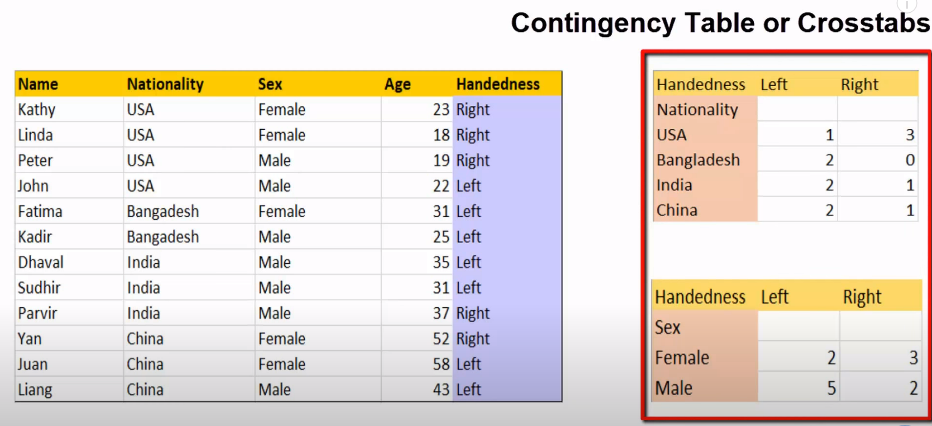 Contingency Table or Crosstabs
Name Nationality Sex Age Handedness
Kathy USA Female 23 Right
Linda USA Female 18 Right
Peter USA Male 19 Right
John USA Male 22 Left
Fatima Bangadesh Female 31 Left
Kadir Bangadesh Male 25 Left
Dhaval India Male 35 Left
Sudhir India Male 31 Left
Parvir India Male 37 Right
Yan China Female 52 Right
Juan China Female 58 Left
Liang China Male 43 Left
Handedness Left Right
Nationality
USA 1 3
Bangladesh 2 0
India 2 1
China 2 1
Handedness Left Right
Sex
Female 2 3
Male 5 2